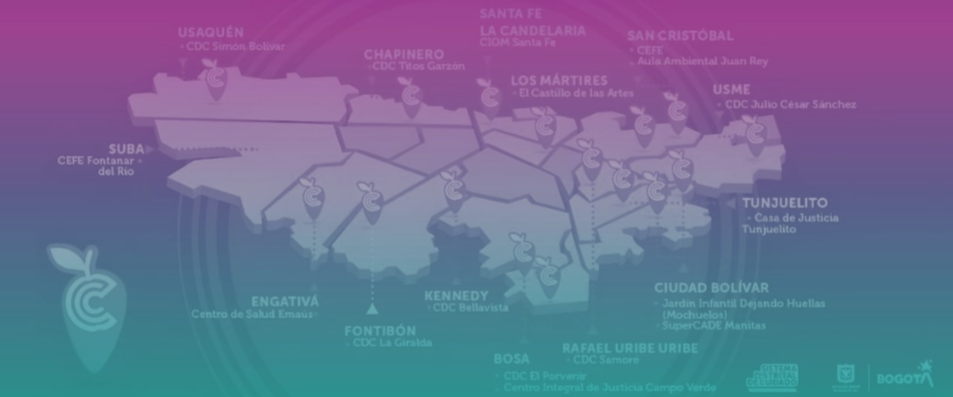 USAQUÉN
CDC Simón Bolívar
CHAPINERO
CDC Titos Garzón
SANTA FE
LA CANDELARIA
CIOM Santa Fe
LOS MÁRTIRES
El Castillo de las Artes
SAN CRISTÓBAL
CEFE
Aula Ambiental Juan Rey
USME
CDC Julio César Sánchez
SUBA
CEFE Fontanar
del Río
TUNJUELITO
Casa de Justicia
Tunjuelito
ENGATIVÁ
Centro de Salud Emaús
FONTIBÓN
CDC La Giralda
KENNEDY
CDC Bellavista
CIUDAD BOLÍVAR
Jardín Infantil Dejando Huellas
(Mochuelos)
SuperCADE Manitas
BOSA
CDC El Porvenir
Centro Integral de Justicia Campo Verde
RAFAEL URIBE URIBE
CDC Samoré
SISTEMA
DISTRITAL
DE CUIDADO
BOGOTÁ